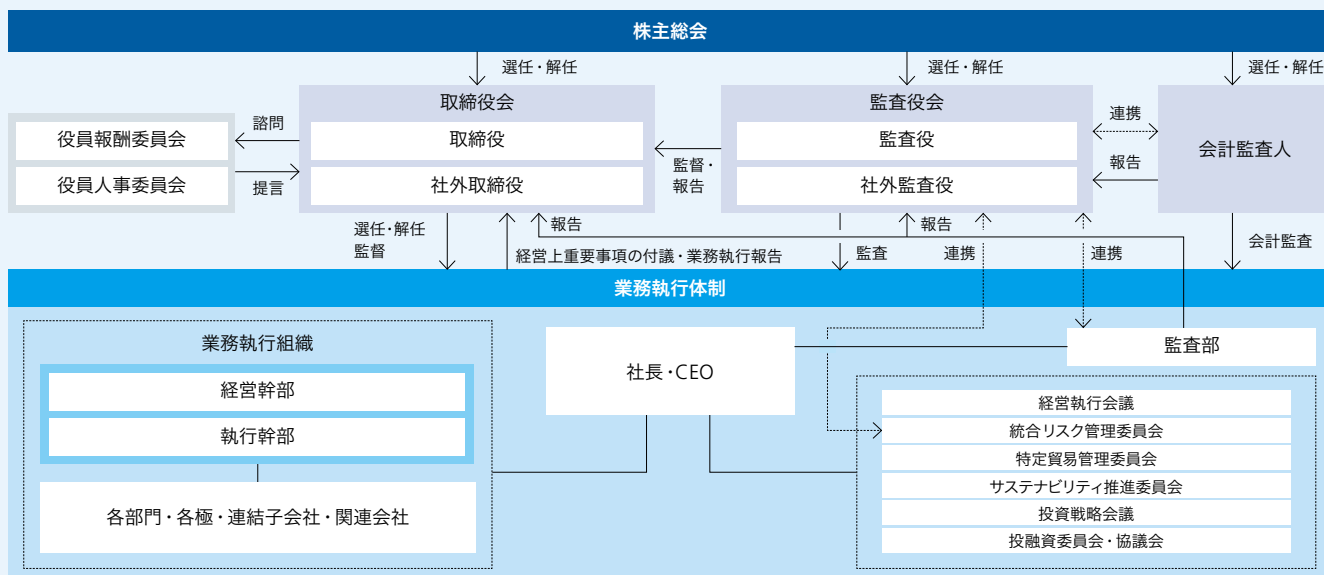 株主総会
選任・解任
選任・解任
選任・解任
取締役会
取締役
社外取締役
監査役会
監査役
社外監査役
会計監査人
連携
報告
役員報酬委員会
役員人事委員会
諮問
提言
監督・
報告
選任・解任
監督
報告
経営上重要事項の付議・業務執行報告
監査
報告
連携
連携
会計監査
業務執行体制
業務執行組織
経営幹部
執行幹部
各部門・各極・連結子会社・関連会社
社長・CEO
監査部
経営執行会議
統合リスク管理委員会
特定貿易管理委員会
サステナビリティ推進委員会
投資戦略会議
投融資委員会・協議会